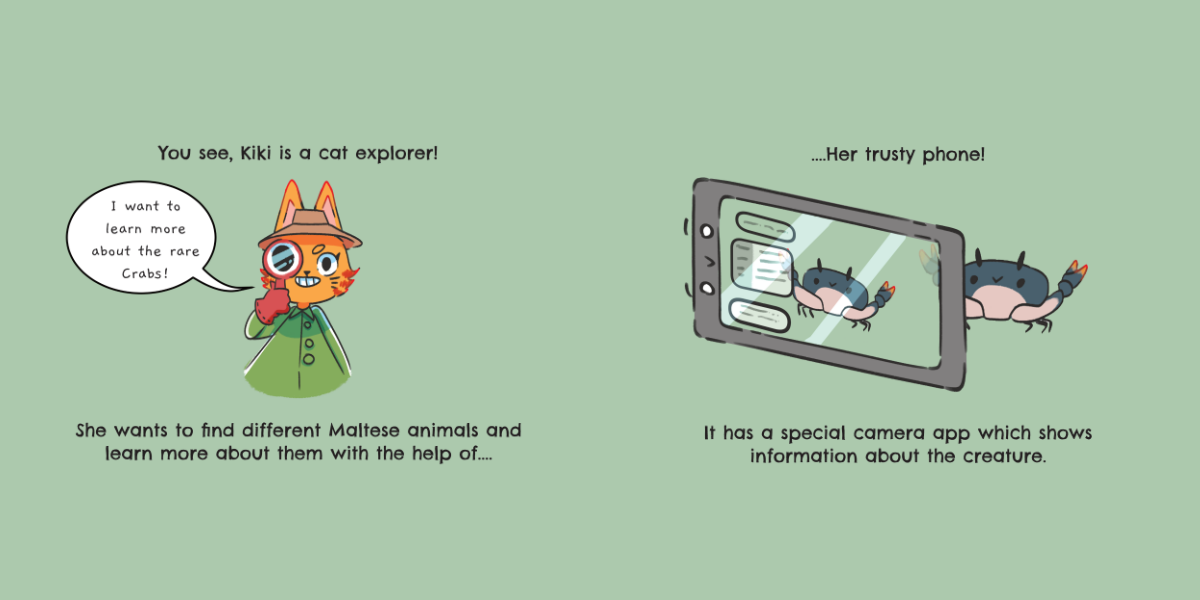 You see, Kiki is a cat explorer!
I want to
learn more
about the rare
Crabs!
She wants to find different Maltese animals and
learn more about them with the help of....
....Her trusty phone!
It has a special camera app which shows
information about the creature.